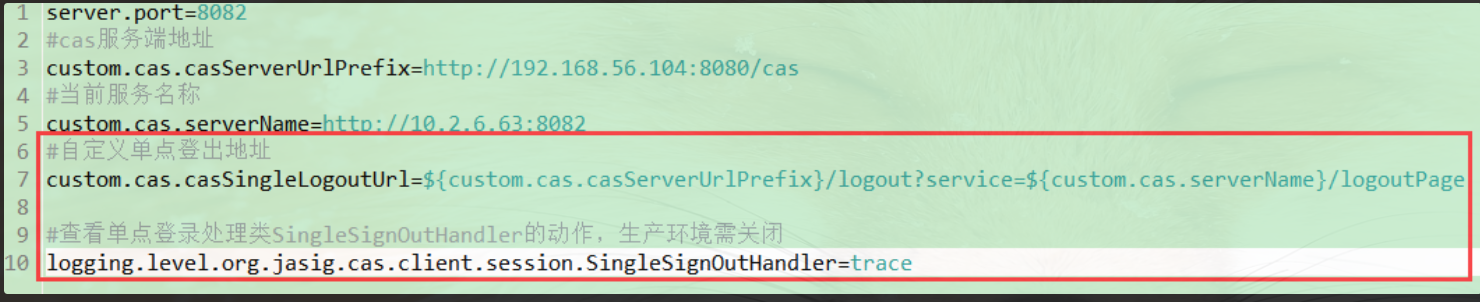 1 server.port=8082
2 #cas服务端地址
3 custom.cas.casServerUrlPrefix=http://192.168.56.104:8080/cas
4 #当前服务名称
5 custom.cas.serverName=http://10.2.6.63:8082
6 #自定义单点登出地址
7 custom.cas.casSingleLogoutUrl=${custom.cas.casServerUrlPrefix}/logout?service=${custom.cas.serverName}/logoutPage
8
9 #查看单点登录处理类SingleSignOutHandler的动作，生产环境需关闭
10 logging.level.org.jasig.cas.client.session.SingleSignOutHandler=trace